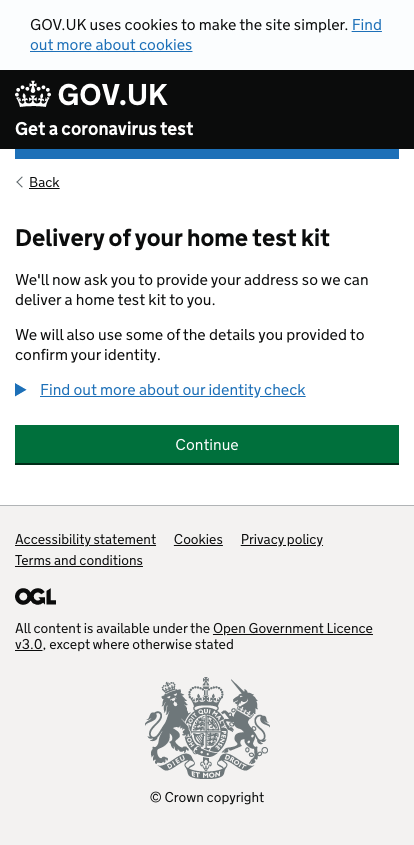 GOV.UK uses cookies to make the site simpler. Find
out more about cookies
GOV.UK
Get a coronavirus test
Back
Delivery of your home test kit
We'll now ask you to provide your address so we can
deliver a home test kit to you.
We will also use some of the details you provided to
confirm your identity.
Find out more about our identity check
Continue
Accessibility statement Cookies Privacy policy
Terms and conditions
OGL
All content is available under the Open Government Licence
v3.0, except where otherwise stated
DIEU ET MON DROIT
© Crown copyright